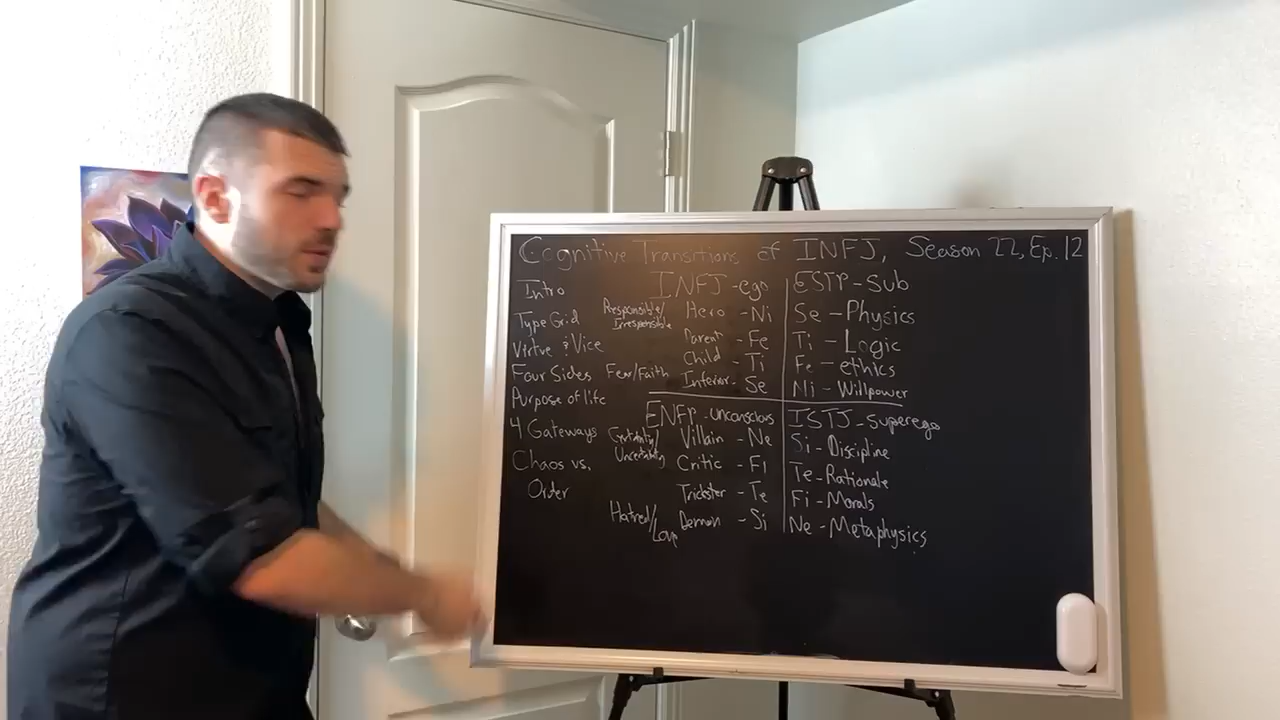 Cognitive Transitions of INFJ, Season 22, Ep. 12
Intro
Type Grid
Virtue & Vice
Four Sides
Purpose of life
4 Gateways
Chaos vs.
Order
INFJ-ego
Responsible/
Irresponsible
Hero - Ni
Parent - Fe
Child - Ti
Fear/Faith
Inferior - Se
ESTP-Sub
Se - Physics
Ti - Logic
Fe - ethics
Ni - Willpower
ENFP-unconscious
Certainty/
Uncertainty
Villain - Ne
Critic - Fi
Trickster - Te
Hatred/
Demon - Si
ISTJ-superego
Si - Discipline
Te - Rationale
Fi - Morals
Ne - Metaphysics